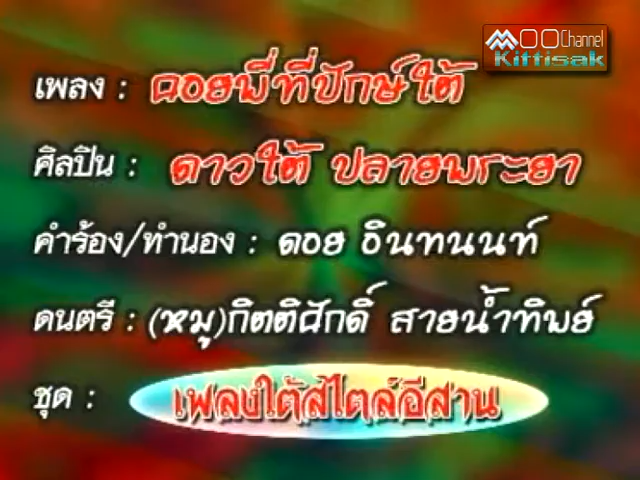 MOO Channel
Kittisak
เพลง : คอยพี่ที่ปักษ์ใต้
ศิลปิน : ดาวใต้ ปลายพระยา
คำร้อง/ทำนอง : ดอย อินทนนท์
ดนตรี : (หมู)กิตติศักดิ์ สายน้ำทิพย์
ชุด : เพลงใต้สไตล์อีสาน